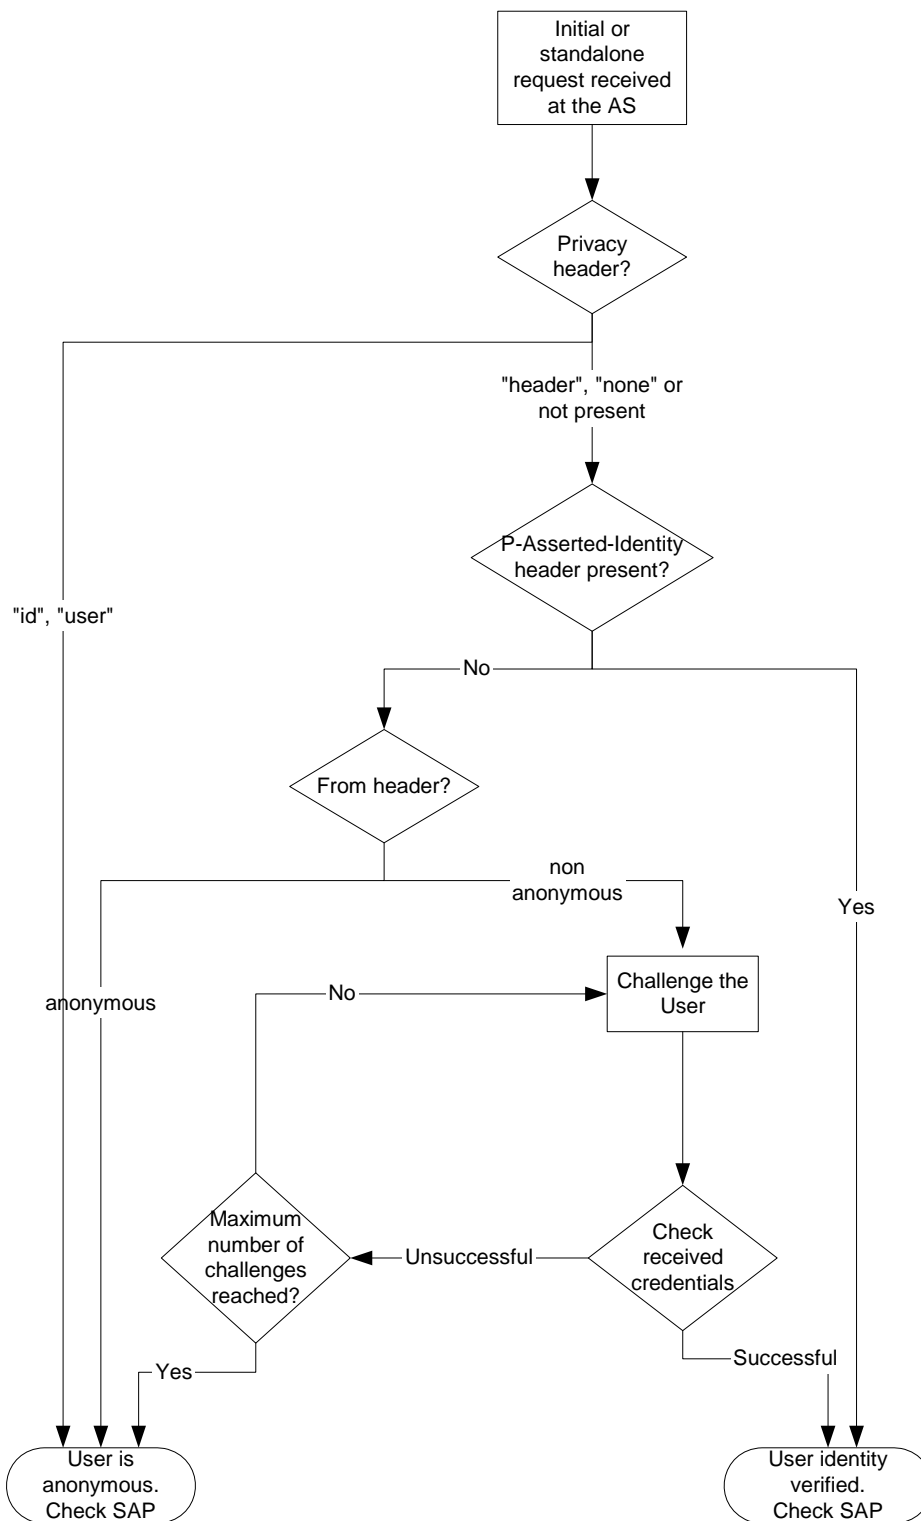 Initial or
standalone
request received
at the AS
Privacy
header?
"header", "none" or
not present
P-Asserted-Identity
header present?
"id", "user"
No
From header?
non
anonymous
Yes
anonymous
No
Challenge the
User
Maximum
number of
challenges
reached?
Unsuccessful
Check
received
credentials
Yes
Successful
User is
anonymous.
Check SAP
User identity
verified.
Check SAP